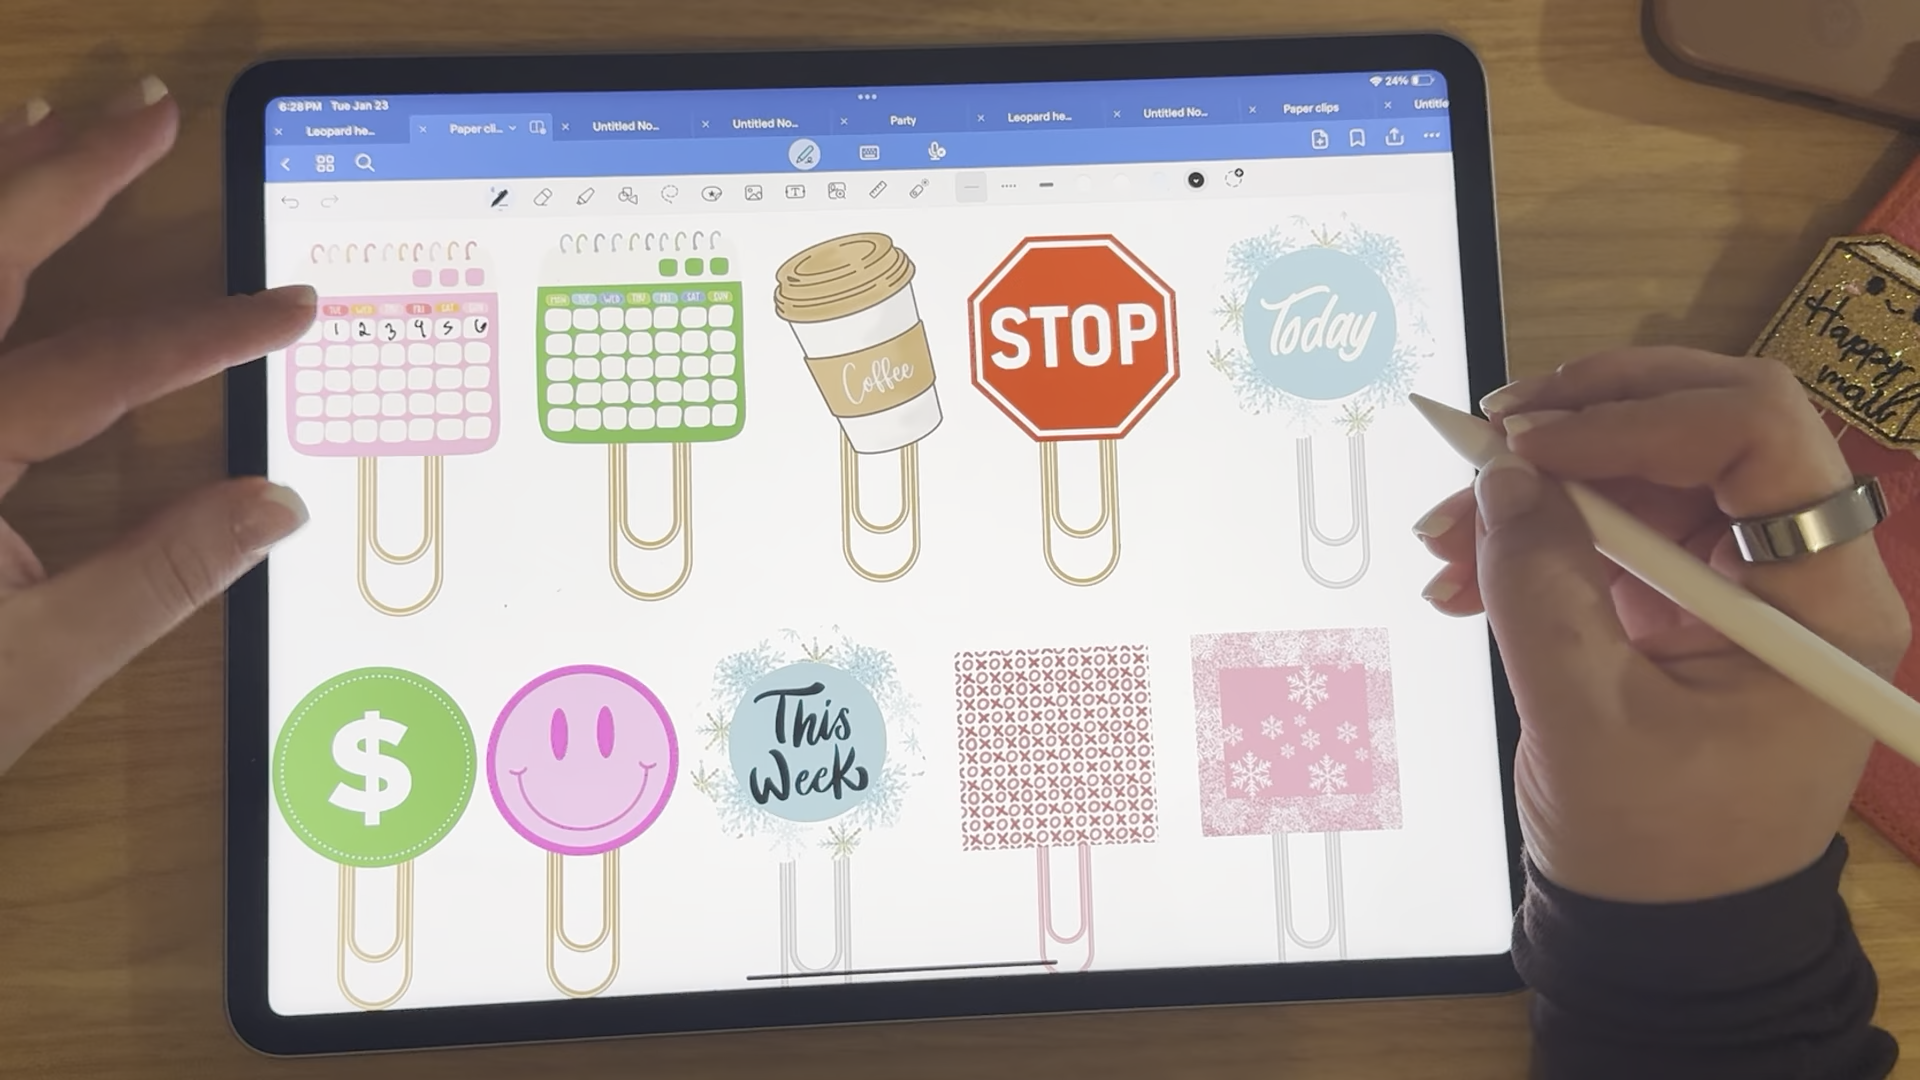 6:28 PM Tue Jan 23
24%
Leopard he...
Paper cli...
Untitled No...
Untitled No...
Party
Leopard he...
Untitled No...
Paper clips
Untitle
TUE WED FRI SAT
1 2 3 4 5 6
MON TUE WED THU FRI SAT SUN
Coffee
STOP
Today
Happy
mail
$
This
Week